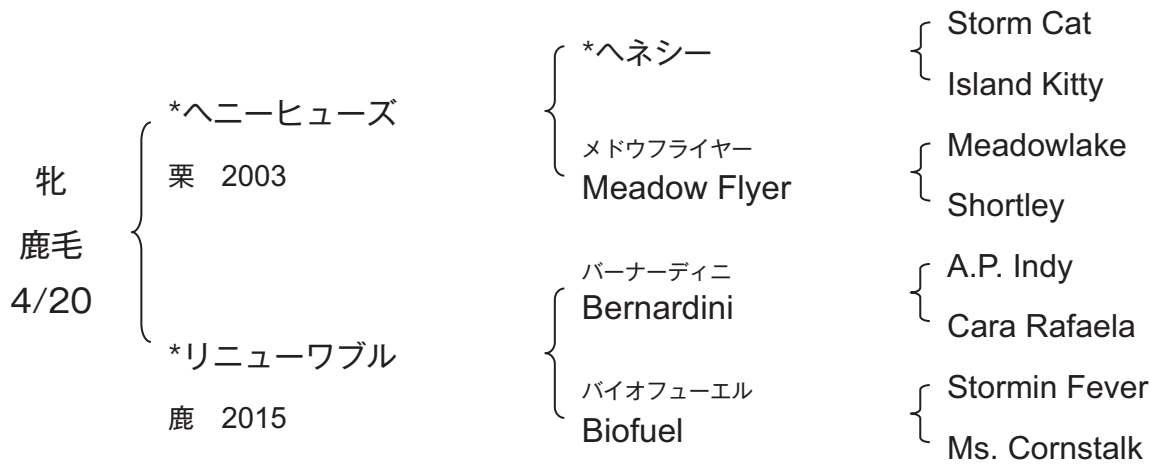 牝
鹿毛
4/20
*ヘニーヒューズ
栗 2003
*リニューワブル
鹿 2015
*ヘネシー
メドウフライヤー
Meadow Flyer
バーナーディニ
Bernardini
バイオフューエル
Biofuel
Storm Cat
Island Kitty
Meadowlake
Shortley
A.P. Indy
Cara Rafaela
Stormin Fever
Ms. Cornstalk